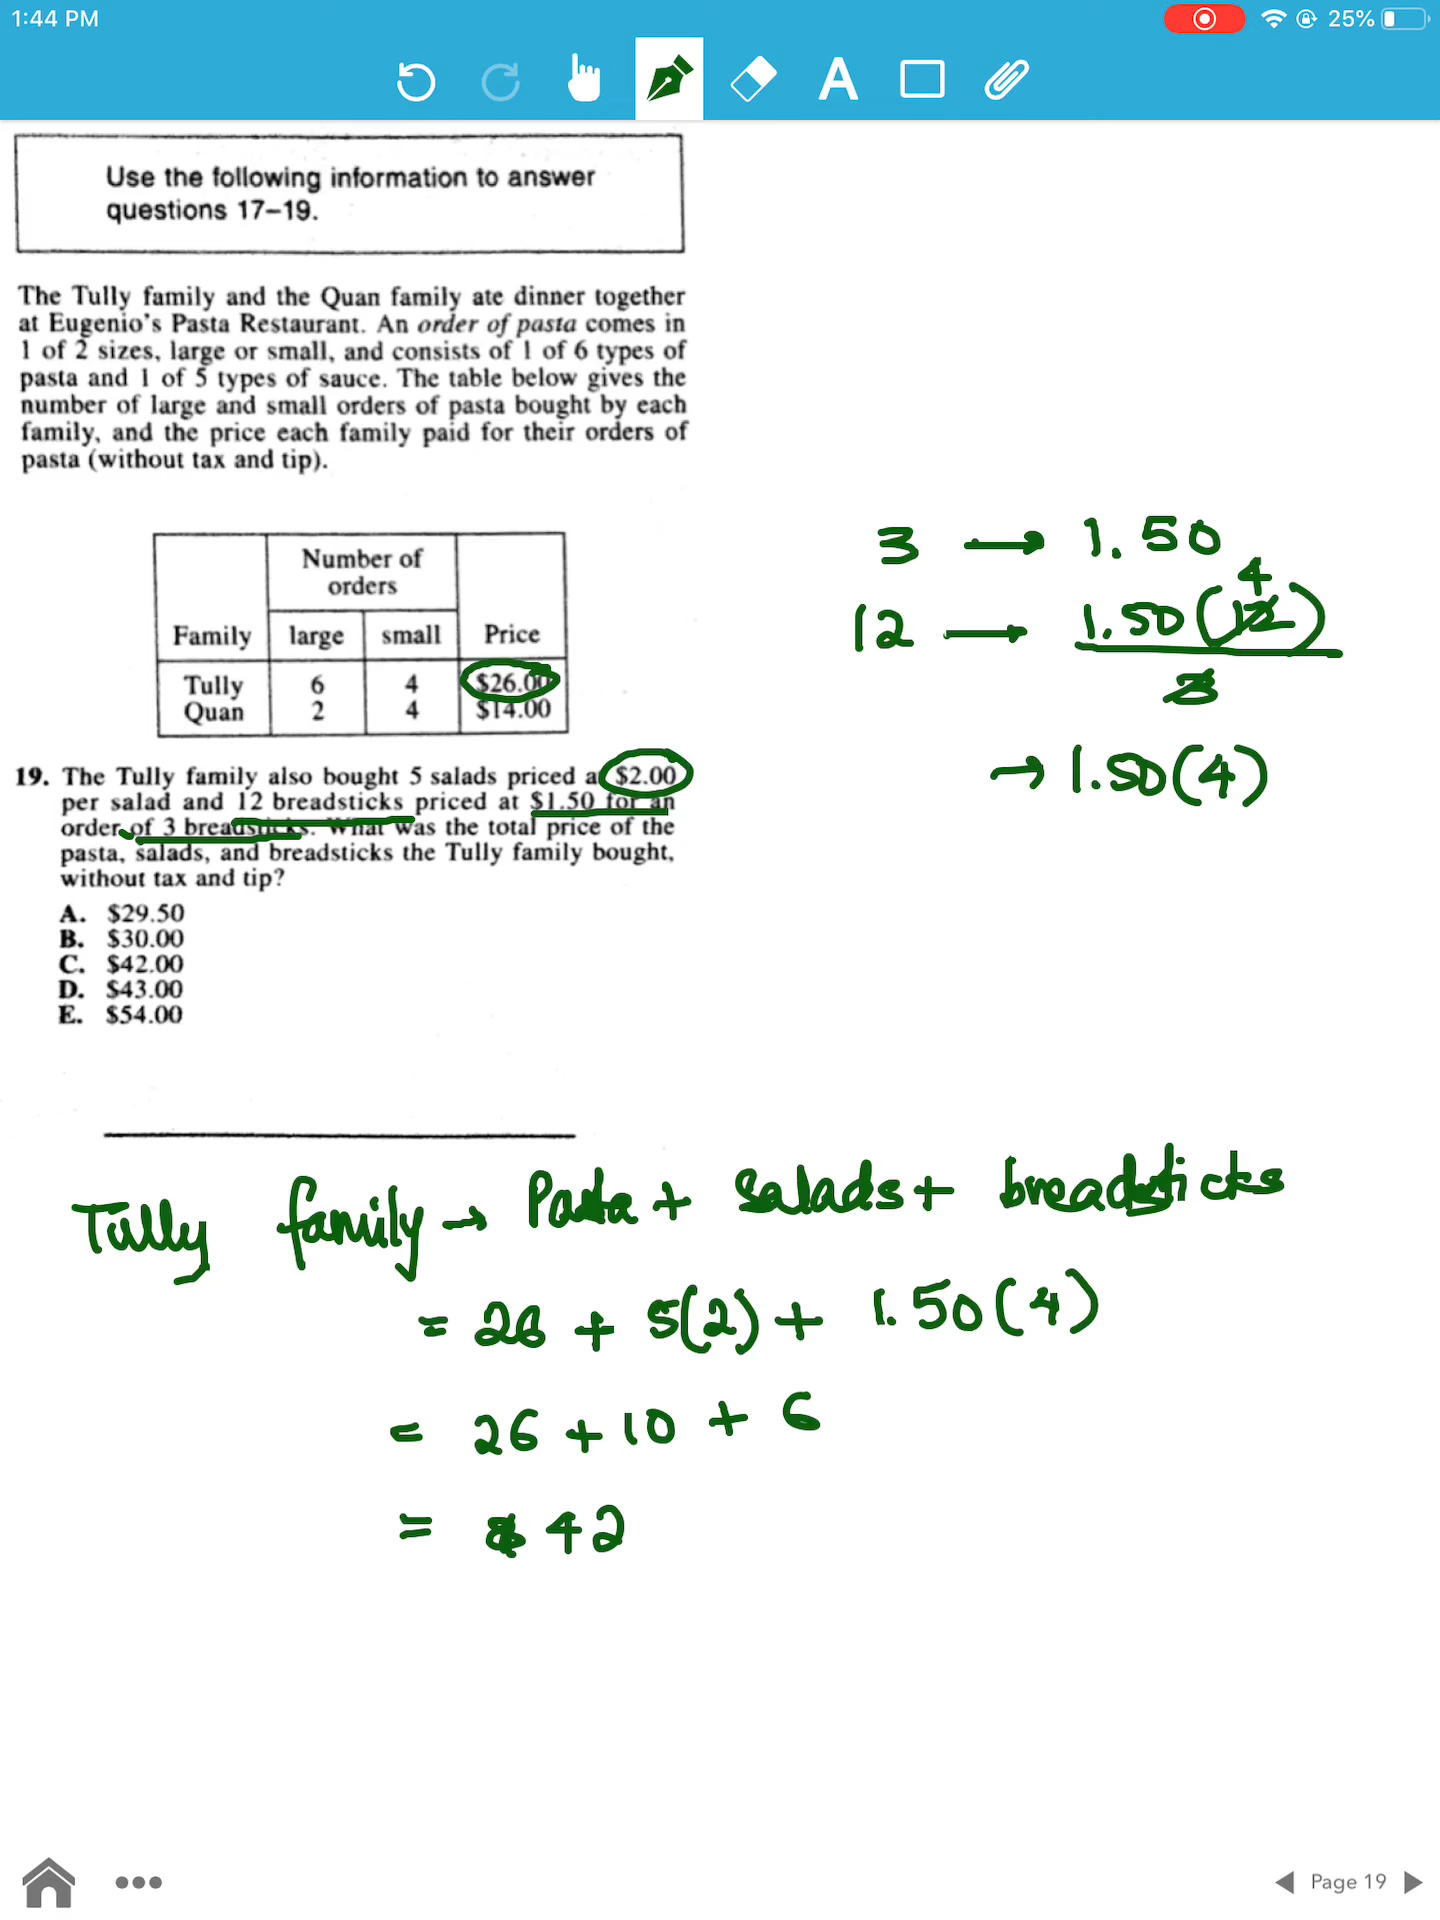 1:44 PM
25%
A
Use the following information to answer
questions 17–19.
The Tully family and the Quan family ate dinner together
at Eugenio's Pasta Restaurant. An order of pasta comes in
1 of 2 sizes, large or small, and consists of 1 of 6 types of
pasta and 1 of 5 types of sauce. The table below gives the
number of large and small orders of pasta bought by each
family, and the price each family paid for their orders of
pasta (without tax and tip).
Number of
orders
Family large small Price
Tully 6 4 $26.00
Quan 2 4 $14.00
3 → 1.50
4
12 → 1.50(12)
3
→ 1.50(4)
19. The Tully family also bought 5 salads priced at $2.00
per salad and 12 breadsticks priced at $1.50 for an
order of 3 breadsticks. What was the total price of the
pasta, salads, and breadsticks the Tully family bought,
without tax and tip?
A. $29.50
B. $30.00
C. $42.00
D. $43.00
E. $54.00
Tully family → Pasta + Salads + breadsticks
= 26 + 5(2) + 1.50(4)
= 26 + 10 + 6
= $42
Page 19